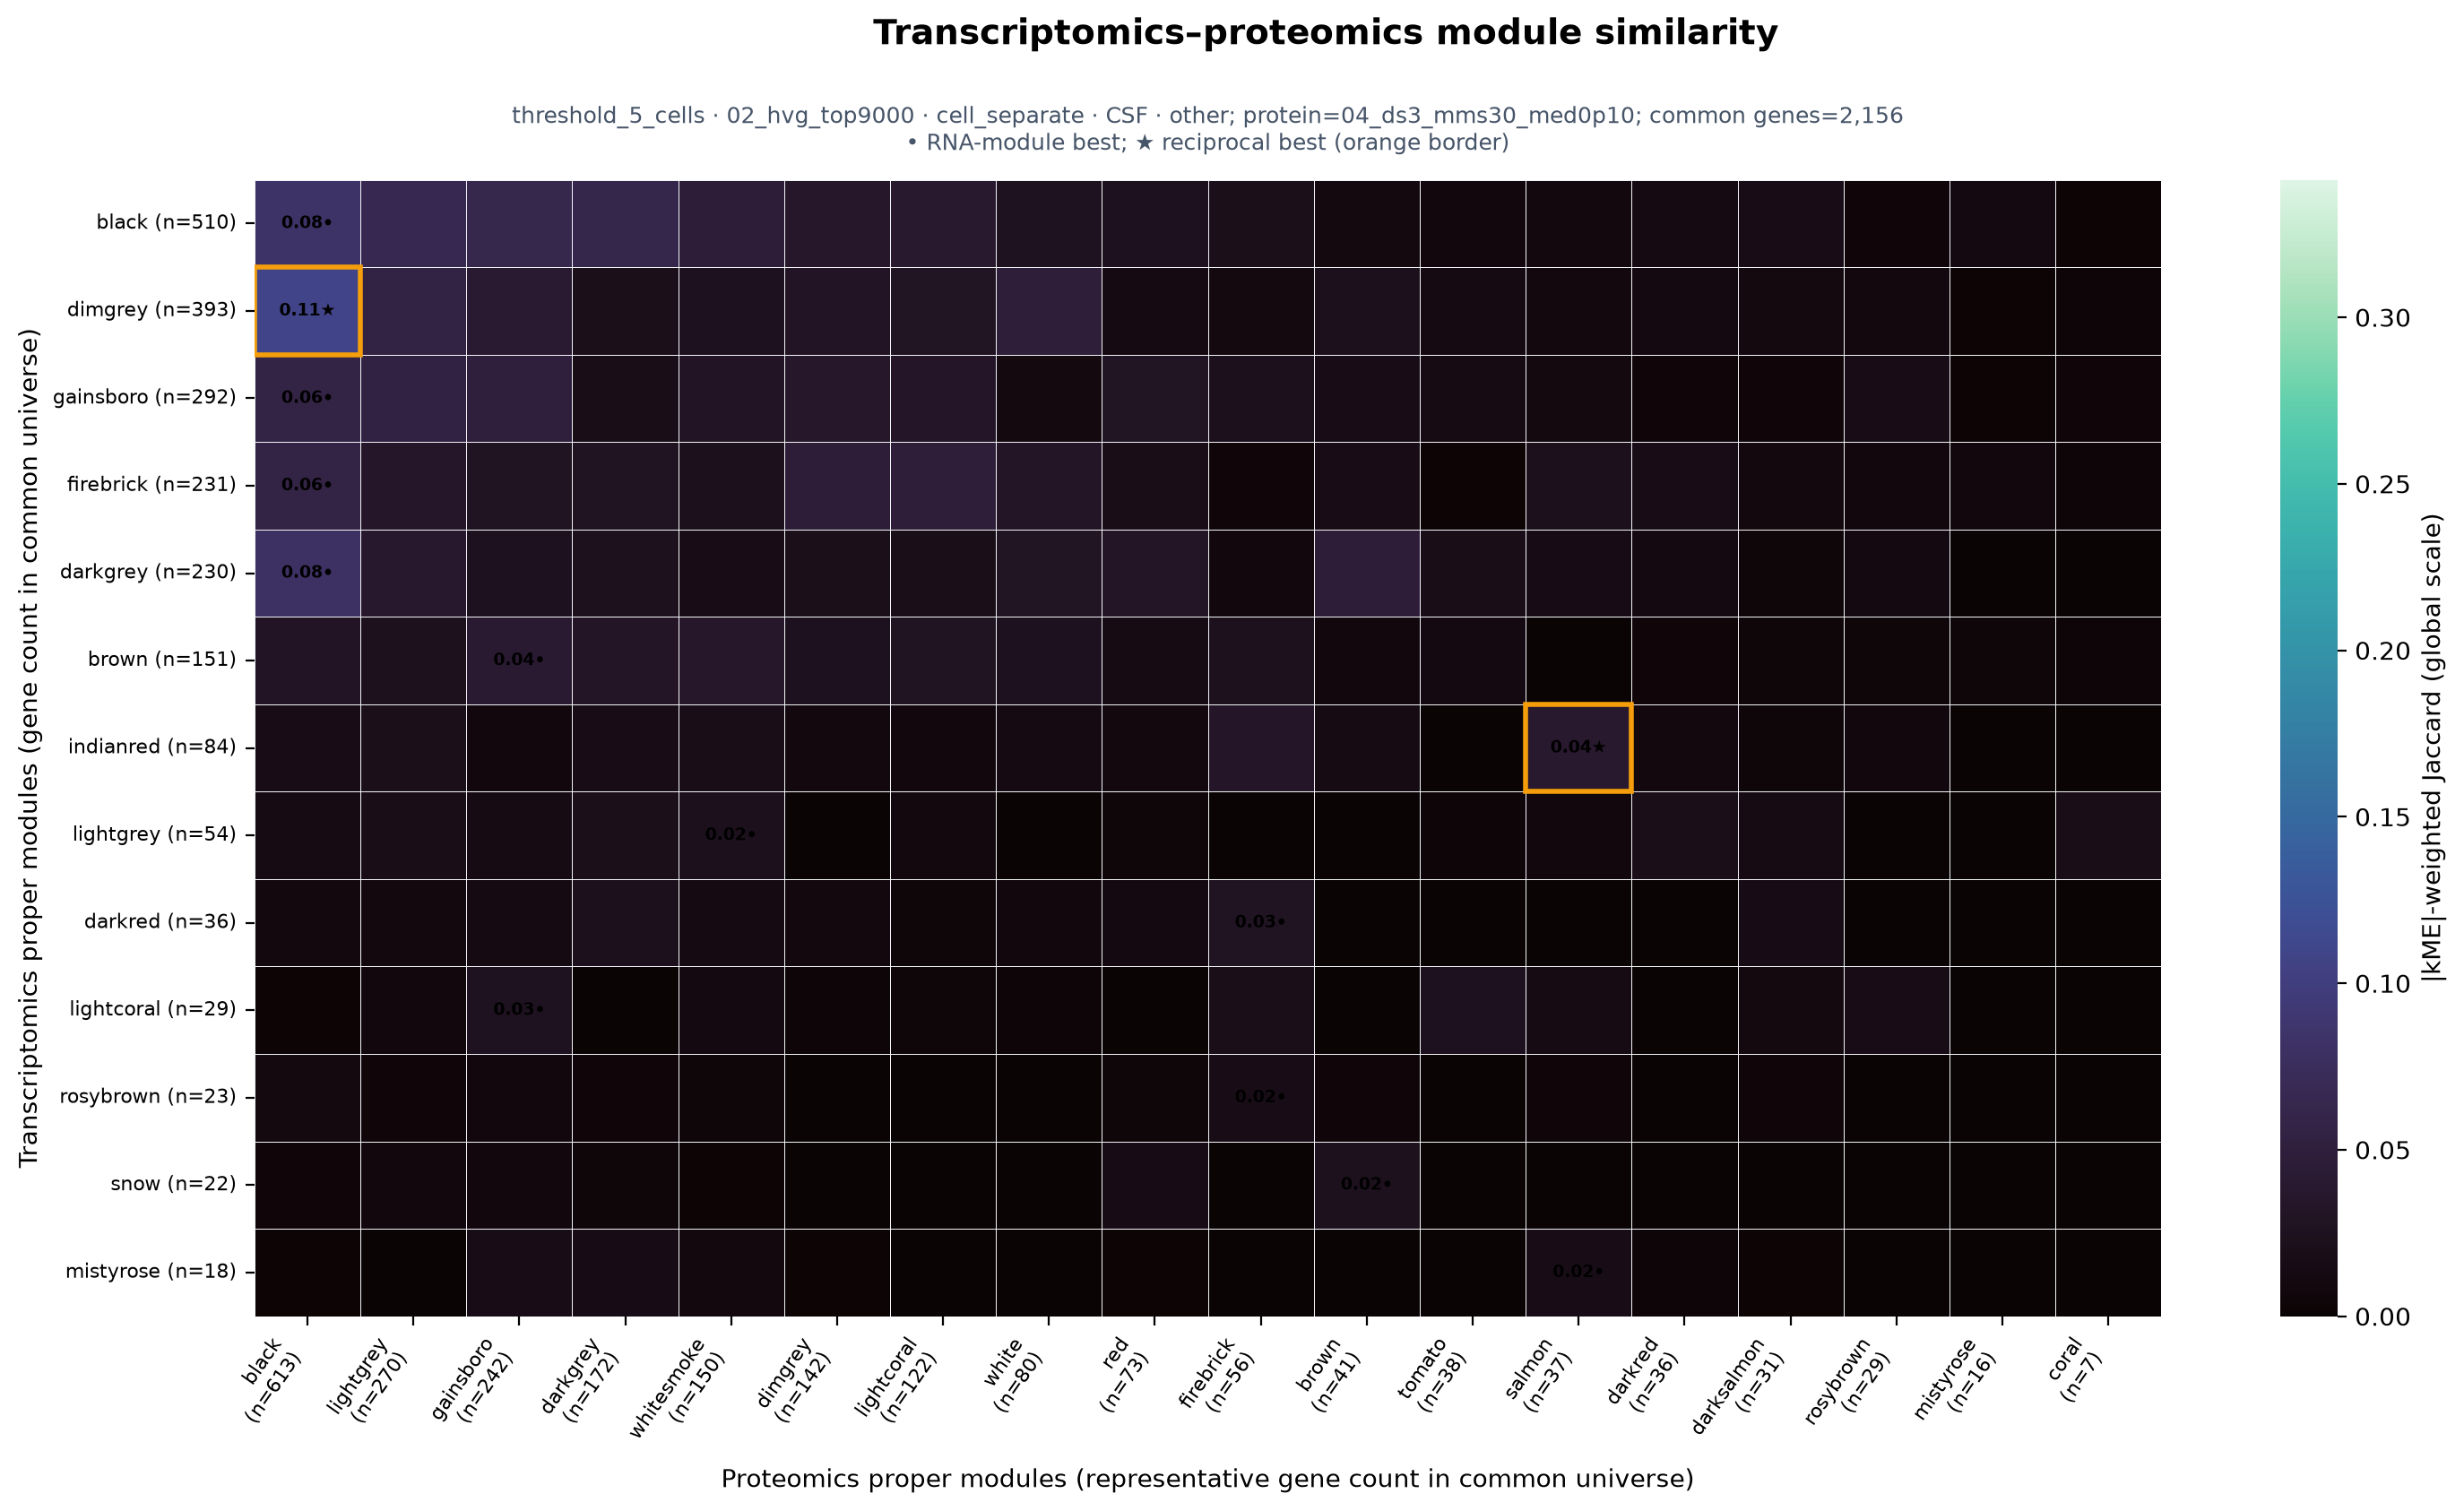 Transcriptomics–proteomics module similarity
threshold_5_cells · 02_hvg_top9000 · cell_separate · CSF · other; protein=04_ds3_mms30_med0p10; common genes=2,156
• RNA-module best; ★ reciprocal best (orange border)
Transcriptomics proper modules (gene count in common universe)
black (n=510)
0.08•
dimgrey (n=393)
0.11★
gainsboro (n=292)
0.06•
firebrick (n=231)
0.06•
darkgrey (n=230)
0.08•
brown (n=151)
0.04•
indianred (n=84)
0.04★
lightgrey (n=54)
0.02•
darkred (n=36)
0.03•
lightcoral (n=29)
0.03•
rosybrown (n=23)
0.02•
snow (n=22)
0.02•
mistyrose (n=18)
0.02•
black
(n=613)
lightgrey
(n=270)
gainsboro
(n=242)
darkgrey
(n=172)
whitesmoke
(n=150)
dimgrey
(n=142)
lightcoral
(n=122)
white
(n=80)
red
(n=73)
firebrick
(n=56)
brown
(n=41)
tomato
(n=38)
salmon
(n=37)
darkred
(n=36)
darksalmon
(n=31)
rosybrown
(n=29)
mistyrose
(n=16)
coral
(n=7)
Proteomics proper modules (representative gene count in common universe)
0.30
0.25
0.20
0.15
0.10
0.05
0.00
|kME|-weighted Jaccard (global scale)